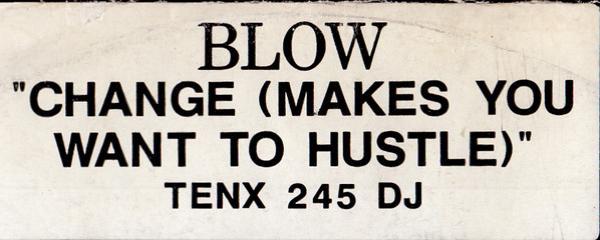 BLOW
"CHANGE (MAKES YOU
WANT TO HUSTLE)"
TENX 245 DJ